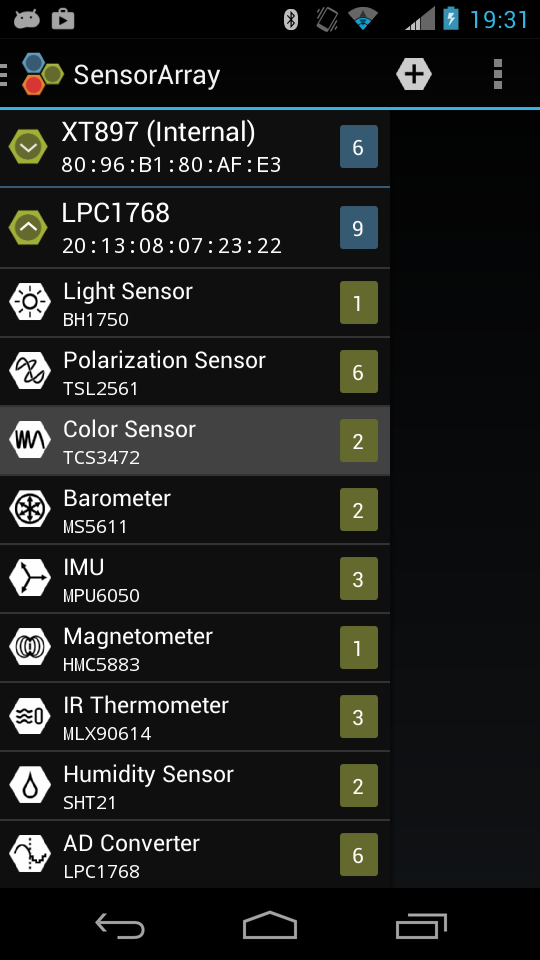 19:31
SensorArray
XT897 (Internal)
80:96:B1:80:AF:E3
6
LPC1768
20:13:08:07:23:22
9
Light Sensor
BH1750
1
Polarization Sensor
TSL2561
6
Color Sensor
TCS3472
2
Barometer
MS5611
2
IMU
MPU6050
3
Magnetometer
HMC5883
1
IR Thermometer
MLX90614
3
Humidity Sensor
SHT21
2
AD Converter
LPC1768
6